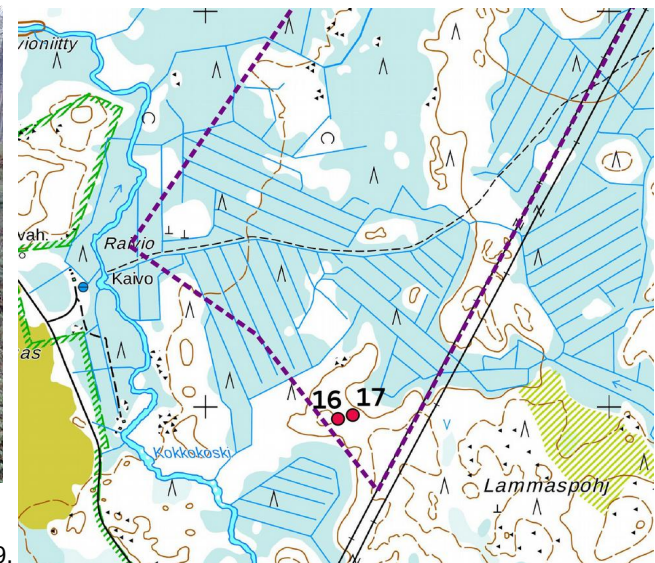 vioniitty
vah.
Raivio
Kaivo
as
16 17
Kokkokoski
V
Lammaspohj
9.